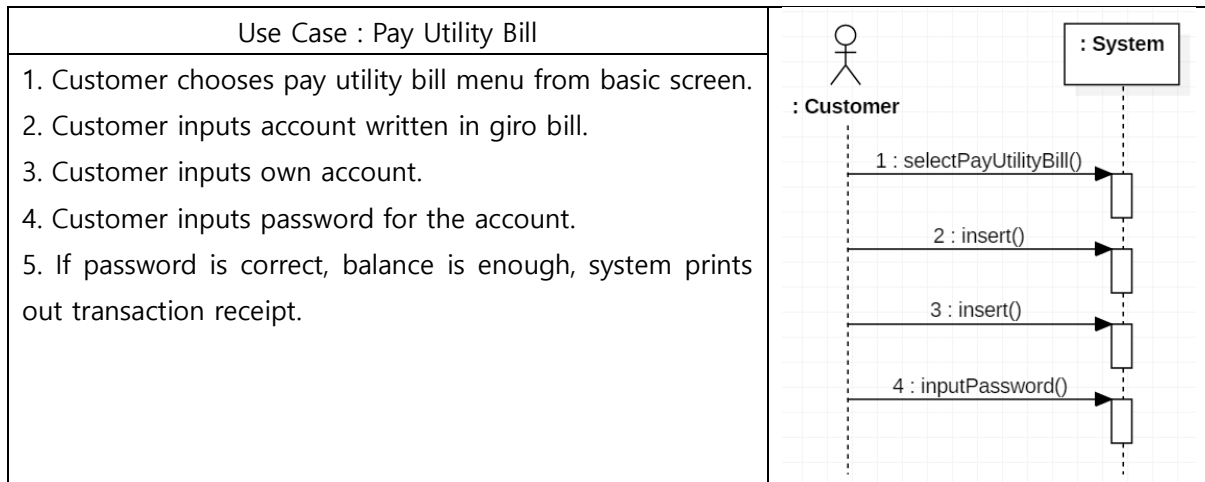 Use Case : Pay Utility Bill
1. Customer chooses pay utility bill menu from basic screen.
2. Customer inputs account written in giro bill.
3. Customer inputs own account.
4. Customer inputs password for the account.
5. If password is correct, balance is enough, system prints
out transaction receipt.
: Customer
: System
1 : selectPayUtilityBill()
2 : insert()
3 : insert()
4 : inputPassword()